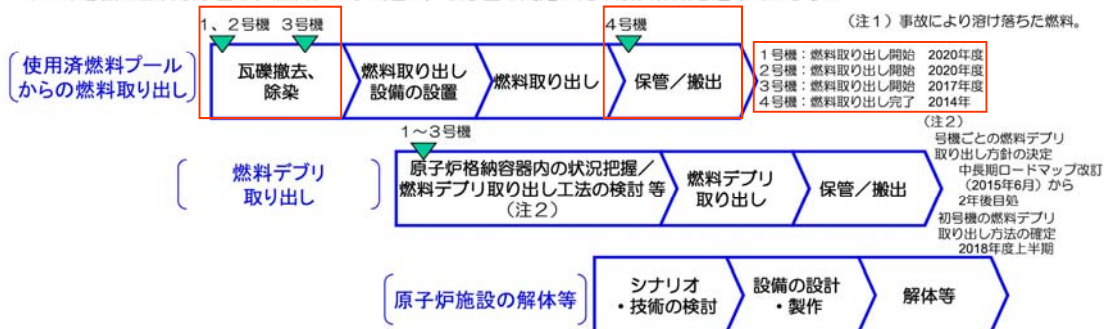 1、2号機 3号機
4号機
(注1)事故により溶け落ちた燃料。
使用済燃料プール
からの燃料取り出し
瓦礫撤去、
除染
燃料取り出し
設備の設置
燃料取り出し
保管/搬出
1号機:燃料取り出し開始 2020年度
2号機:燃料取り出し開始 2020年度
3号機:燃料取り出し開始 2017年度
4号機:燃料取り出し完了 2014年
1~3号機
燃料デブリ
取り出し
原子炉格納容器内の状況把握/
燃料デブリ取り出し工法の検討 等
(注2)
燃料デブリ
取り出し
保管/搬出
(注2)
号機ごとの燃料デブリ
取り出し方針の決定
中長期ロードマップ改訂
(2015年6月)から
2年後目処
初号機の燃料デブリ
取り出し方法の確定
2018年度上半期
原子炉施設の解体等
シナリオ
・技術の検討
設備の設計
・製作
解体等